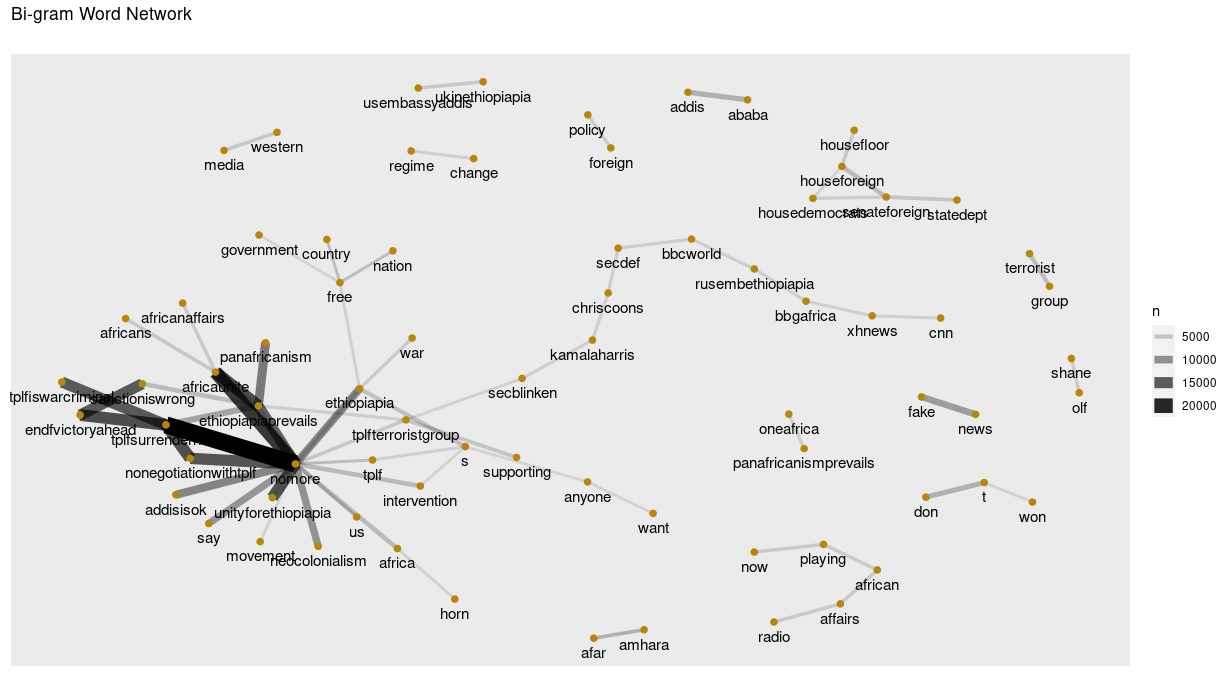 Bi-gram Word Network
ukinethiopiapia
usembassyaddis
addis
ababa
policy
foreign
western
media
regime
change
housefloor
houseforeign
housedemocrats
senateforeign
statedept
government
country
nation
free
secdef
bbcworld
rusembethiopiapia
chriscoons
bbgafrica
xhnews
cnn
terrorist
group
n
5000
10000
15000
20000
africanaffairs
africans
panafricanism
war
kamalaharris
africaunite
shane
olf
tplfiswarcriminal
sanctioniswrong
ethiopiapia
secblinken
ethiopiapiaprevails
endfvictoryahead
tplfterroristgroup
fake
news
oneafrica
panafricanismprevails
nonegotiationwithtplf
nomore
tplf
s
supporting
intervention
anyone
want
addisisok
unityforethiopiapia
don
t
won
say
us
movement
neocolonialism
africa
now
playing
african
affairs
radio
horn
afar
amhara